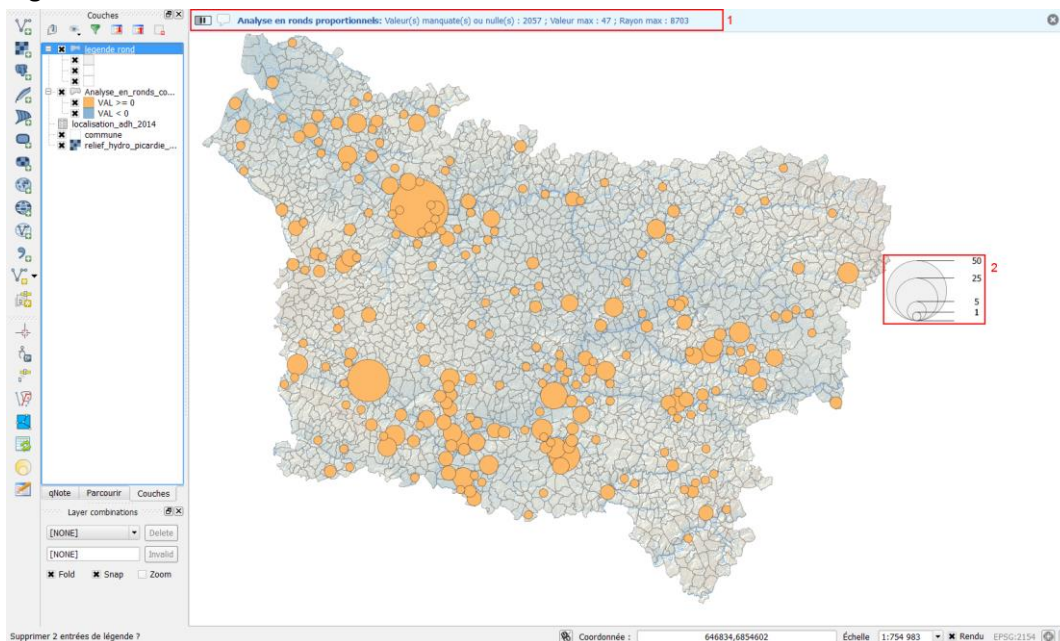 Couches
Analyse en ronds proportionnels: Valeur(s) manquate(s) ou nulle(s) : 2057 ; Valeur max : 47 ; Rayon max : 8703
1
legende rond
Analyse_en_ronds_co...
VAL >= 0
VAL < 0
localisation_adh_2014
commune
relief_hydro_picardie_...
50
25
5
1
2
qNote
Parcourir
Couches
Layer combinations
[NONE]
Delete
[NONE]
Invalid
Fold
Snap
Zoom
Supprimer 2 entrées de légende ?
Coordonnée :
646834,6854602
Échelle
1:754 983
Rendu
EPSG:2154